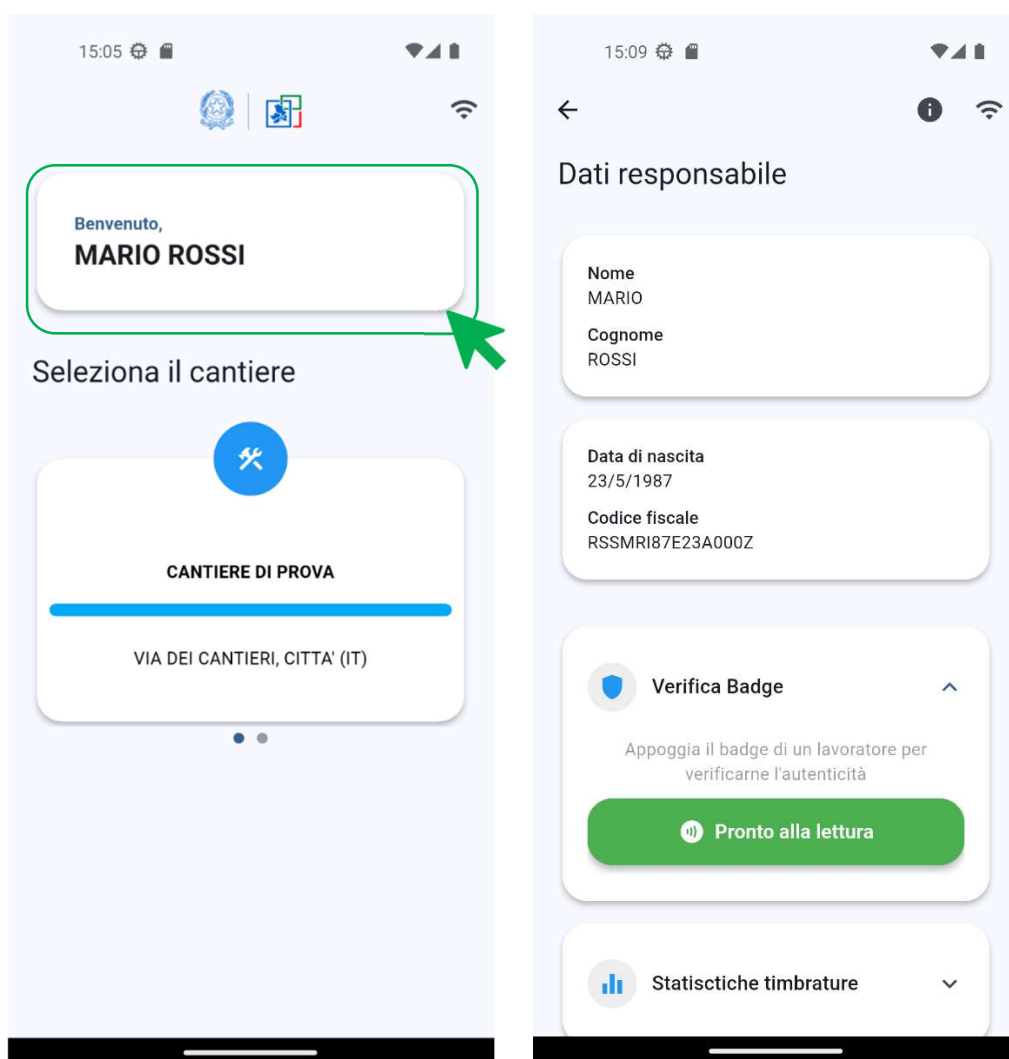 15:05
Benvenuto,
MARIO ROSSI
Seleziona il cantiere
CANTIERE DI PROVA
VIA DEI CANTIERI, CITTA' (IT)
15:09
Dati responsabile
Nome
MARIO
Cognome
ROSSI
Data di nascita
23/5/1987
Codice fiscale
RSSMRI87E23A000Z
Verifica Badge
Appoggia il badge di un lavoratore per
verificarne l'autenticità
Pronto alla lettura
Statisctiche timbrature